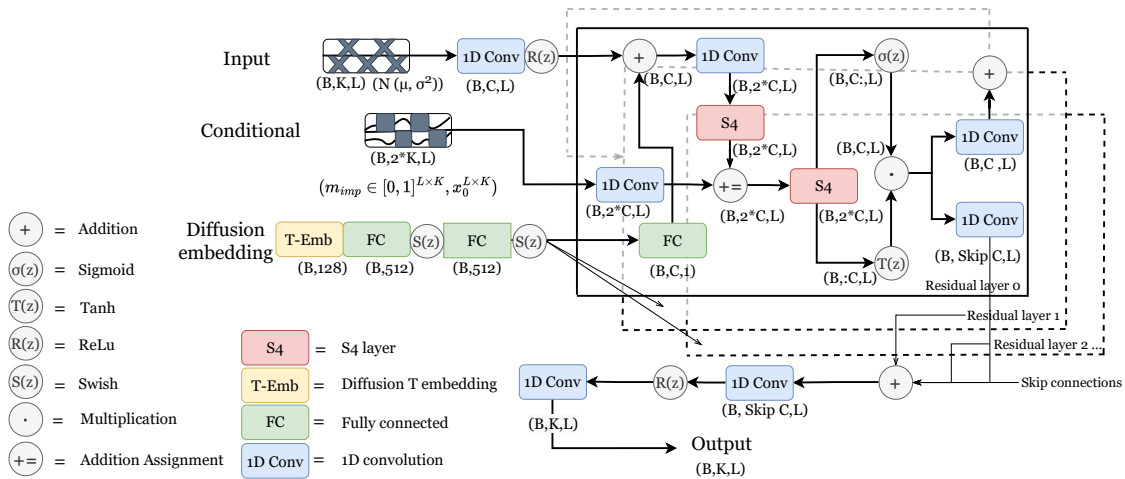 Input
(B,K,L) (N (μ, σ²))
1D Conv
R(z)
(B,C,L)
+
(B,C,L)
1D Conv
(B,2*C,L)
S4
(B,2*C,L)
σ(z)
(B,C:,L)
+
Conditional
(B,2*K,L)
(m_{imp} ∈ [0, 1]^{L×K}, x_0^{L×K})
1D Conv
(B,2*C,L)
+=
(B,2*C,L)
S4
(B,2*C,L)
(B,C,L)
·
1D Conv
(B,C ,L)
1D Conv
(B, Skip C,L)
T(z)
(B,:C,L)
Diffusion
embedding
T-Emb
(B,128)
FC
(B,512)
S(z)
FC
(B,512)
S(z)
FC
(B,C,1)
Residual layer 0
Residual layer 1
Residual layer 2 ...
Skip connections
+
1D Conv
(B, Skip C,L)
R(z)
1D Conv
(B,K,L)
Output
(B,K,L)
+ = Addition
σ(z) = Sigmoid
T(z) = Tanh
R(z) = ReLu
S(z) = Swish
· = Multiplication
+= = Addition Assignment
S4 = S4 layer
T-Emb = Diffusion T embedding
FC = Fully connected
1D Conv = 1D convolution